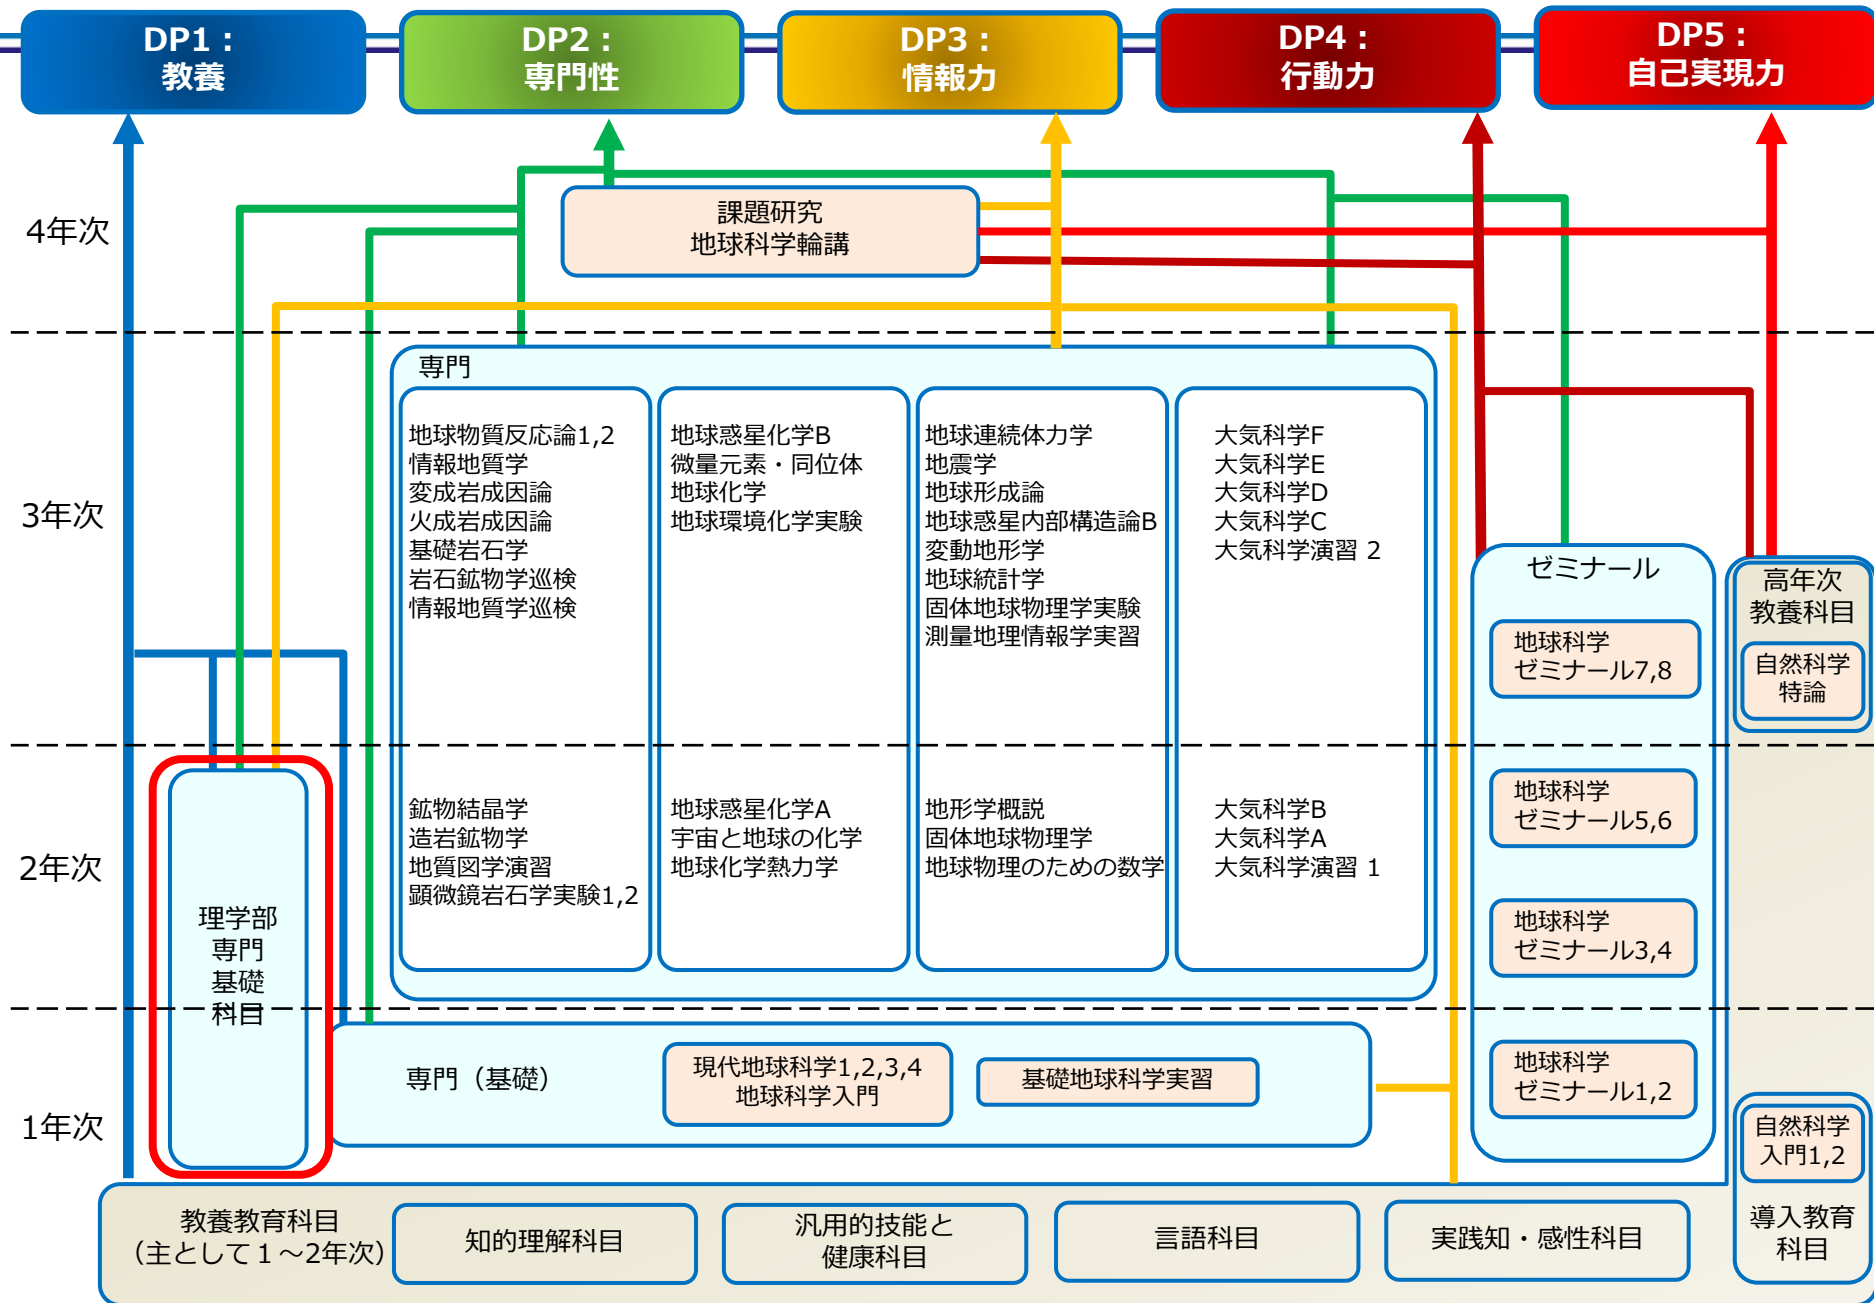 DP1：
教養
DP2：
専門性
DP3：
情報力
DP4：
行動力
DP5：
自己実現力
4年次
課題研究
地球科学輪講
3年次
専門
地球物質反応論1,2
情報地質学
変成岩成因論
火成岩成因論
基礎岩石学
岩石鉱物学巡検
情報地質学巡検
地球惑星化学B
微量元素・同位体
地球化学
地球環境化学実験
地球連続体力学
地震学
地球形成論
地球惑星内部構造論B
変動地形学
地球統計学
固体地球物理学実験
測量地理情報学実習
大気科学F
大気科学E
大気科学D
大気科学C
大気科学演習 2
ゼミナール
地球科学
ゼミナール7,8
高年次
教養科目
自然科学
特論
2年次
理学部
専門
基礎
科目
鉱物結晶学
造岩鉱物学
地質図学演習
顕微鏡岩石学実験1,2
地球惑星化学A
宇宙と地球の化学
地球化学熱力学
地形学概説
固体地球物理学
地球物理のための数学
大気科学B
大気科学A
大気科学演習 1
地球科学
ゼミナール5,6
地球科学
ゼミナール3,4
1年次
専門（基礎）
現代地球科学1,2,3,4
地球科学入門
基礎地球科学実習
地球科学
ゼミナール1,2
自然科学
入門1,2
導入教育
科目
教養教育科目
（主として１～2年次）
知的理解科目
汎用的技能と
健康科目
言語科目
実践知・感性科目